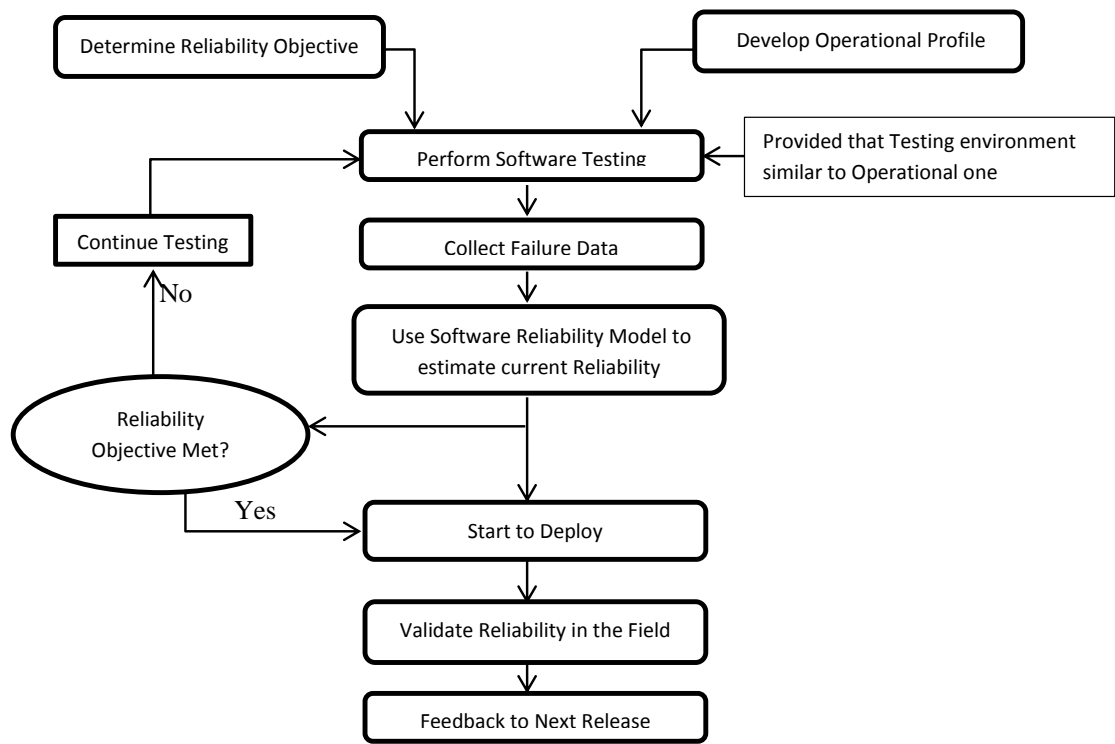 Determine Reliability Objective
Develop Operational Profile
Perform Software Testing
Provided that Testing environment
similar to Operational one
Continue Testing
Collect Failure Data
No
Use Software Reliability Model to
estimate current Reliability
Reliability
Objective Met?
Yes
Start to Deploy
Validate Reliability in the Field
Feedback to Next Release